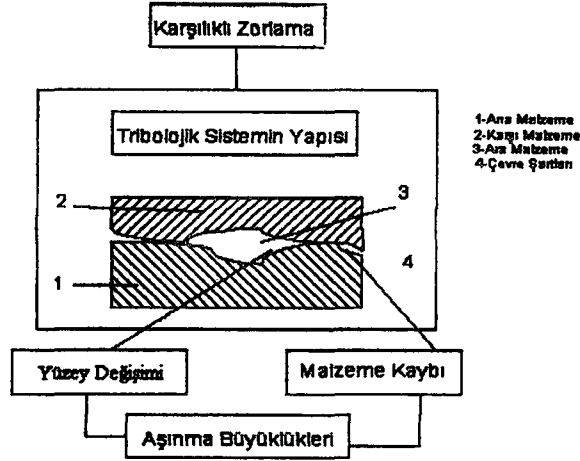 Karşılıklı Zorlama
Tribolojik Sistemin Yapısı
1-Ana Malzeme
2-Karşı Malzeme
3-Ara Malzeme
4-Çevre Şartları
2
3
1
4
Yüzey Değişimi
Malzeme Kaybı
Aşınma Büyüklükleri